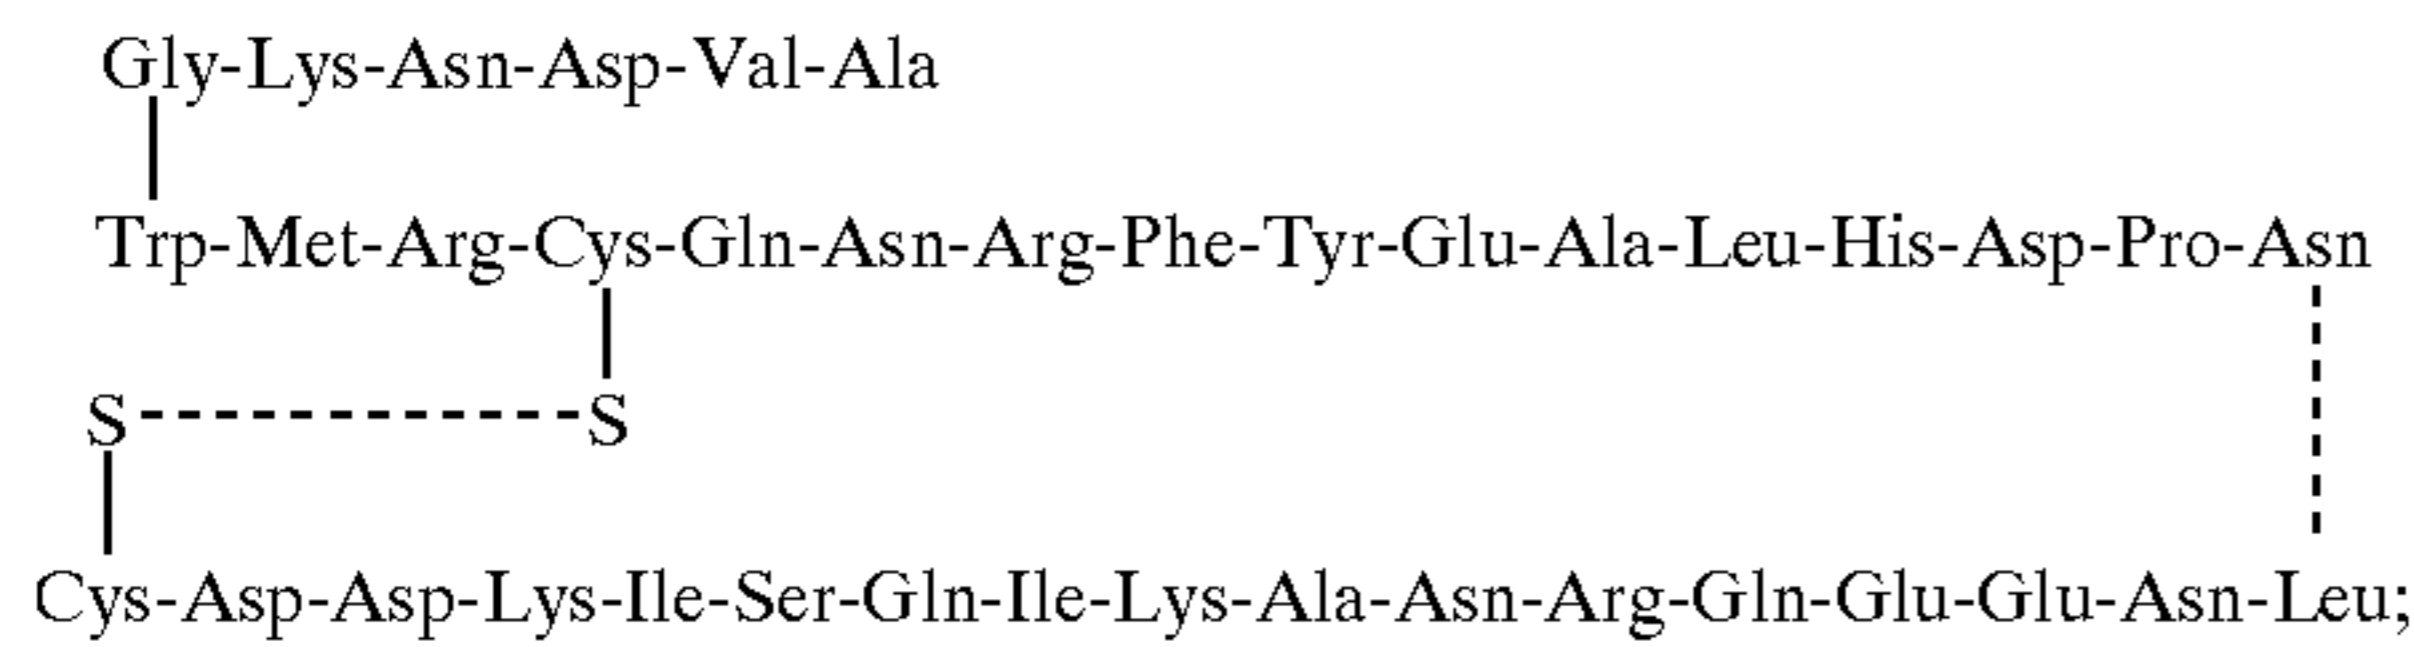 Gly-Lys-Asn-Asp-Val-Ala
Trp-Met-Arg-Cys-Gln-Asn-Arg-Phe-Tyr-Glu-Ala-Leu-His-Asp-Pro-Asn
S S
Cys-Asp-Asp-Lys-Ile-Ser-Gln-Ile-Lys-Ala-Asn-Arg-Gln-Glu-Glu-Asn-Leu;